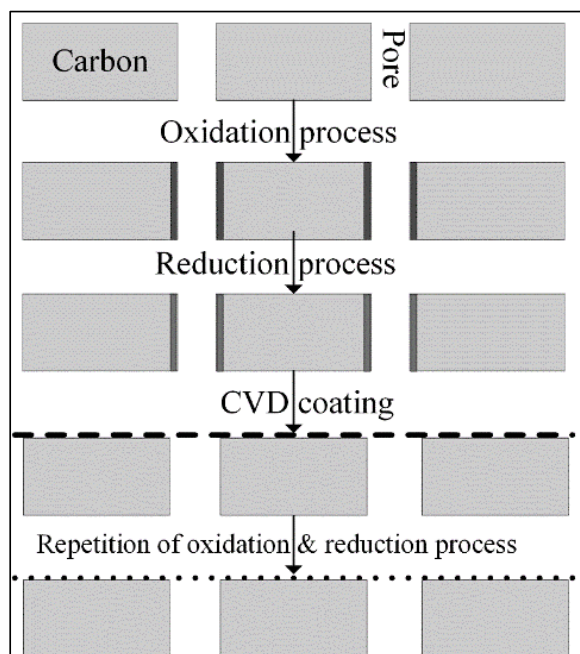 Carbon
Pore
Oxidation process
Reduction process
CVD coating
Repetition of oxidation & reduction process